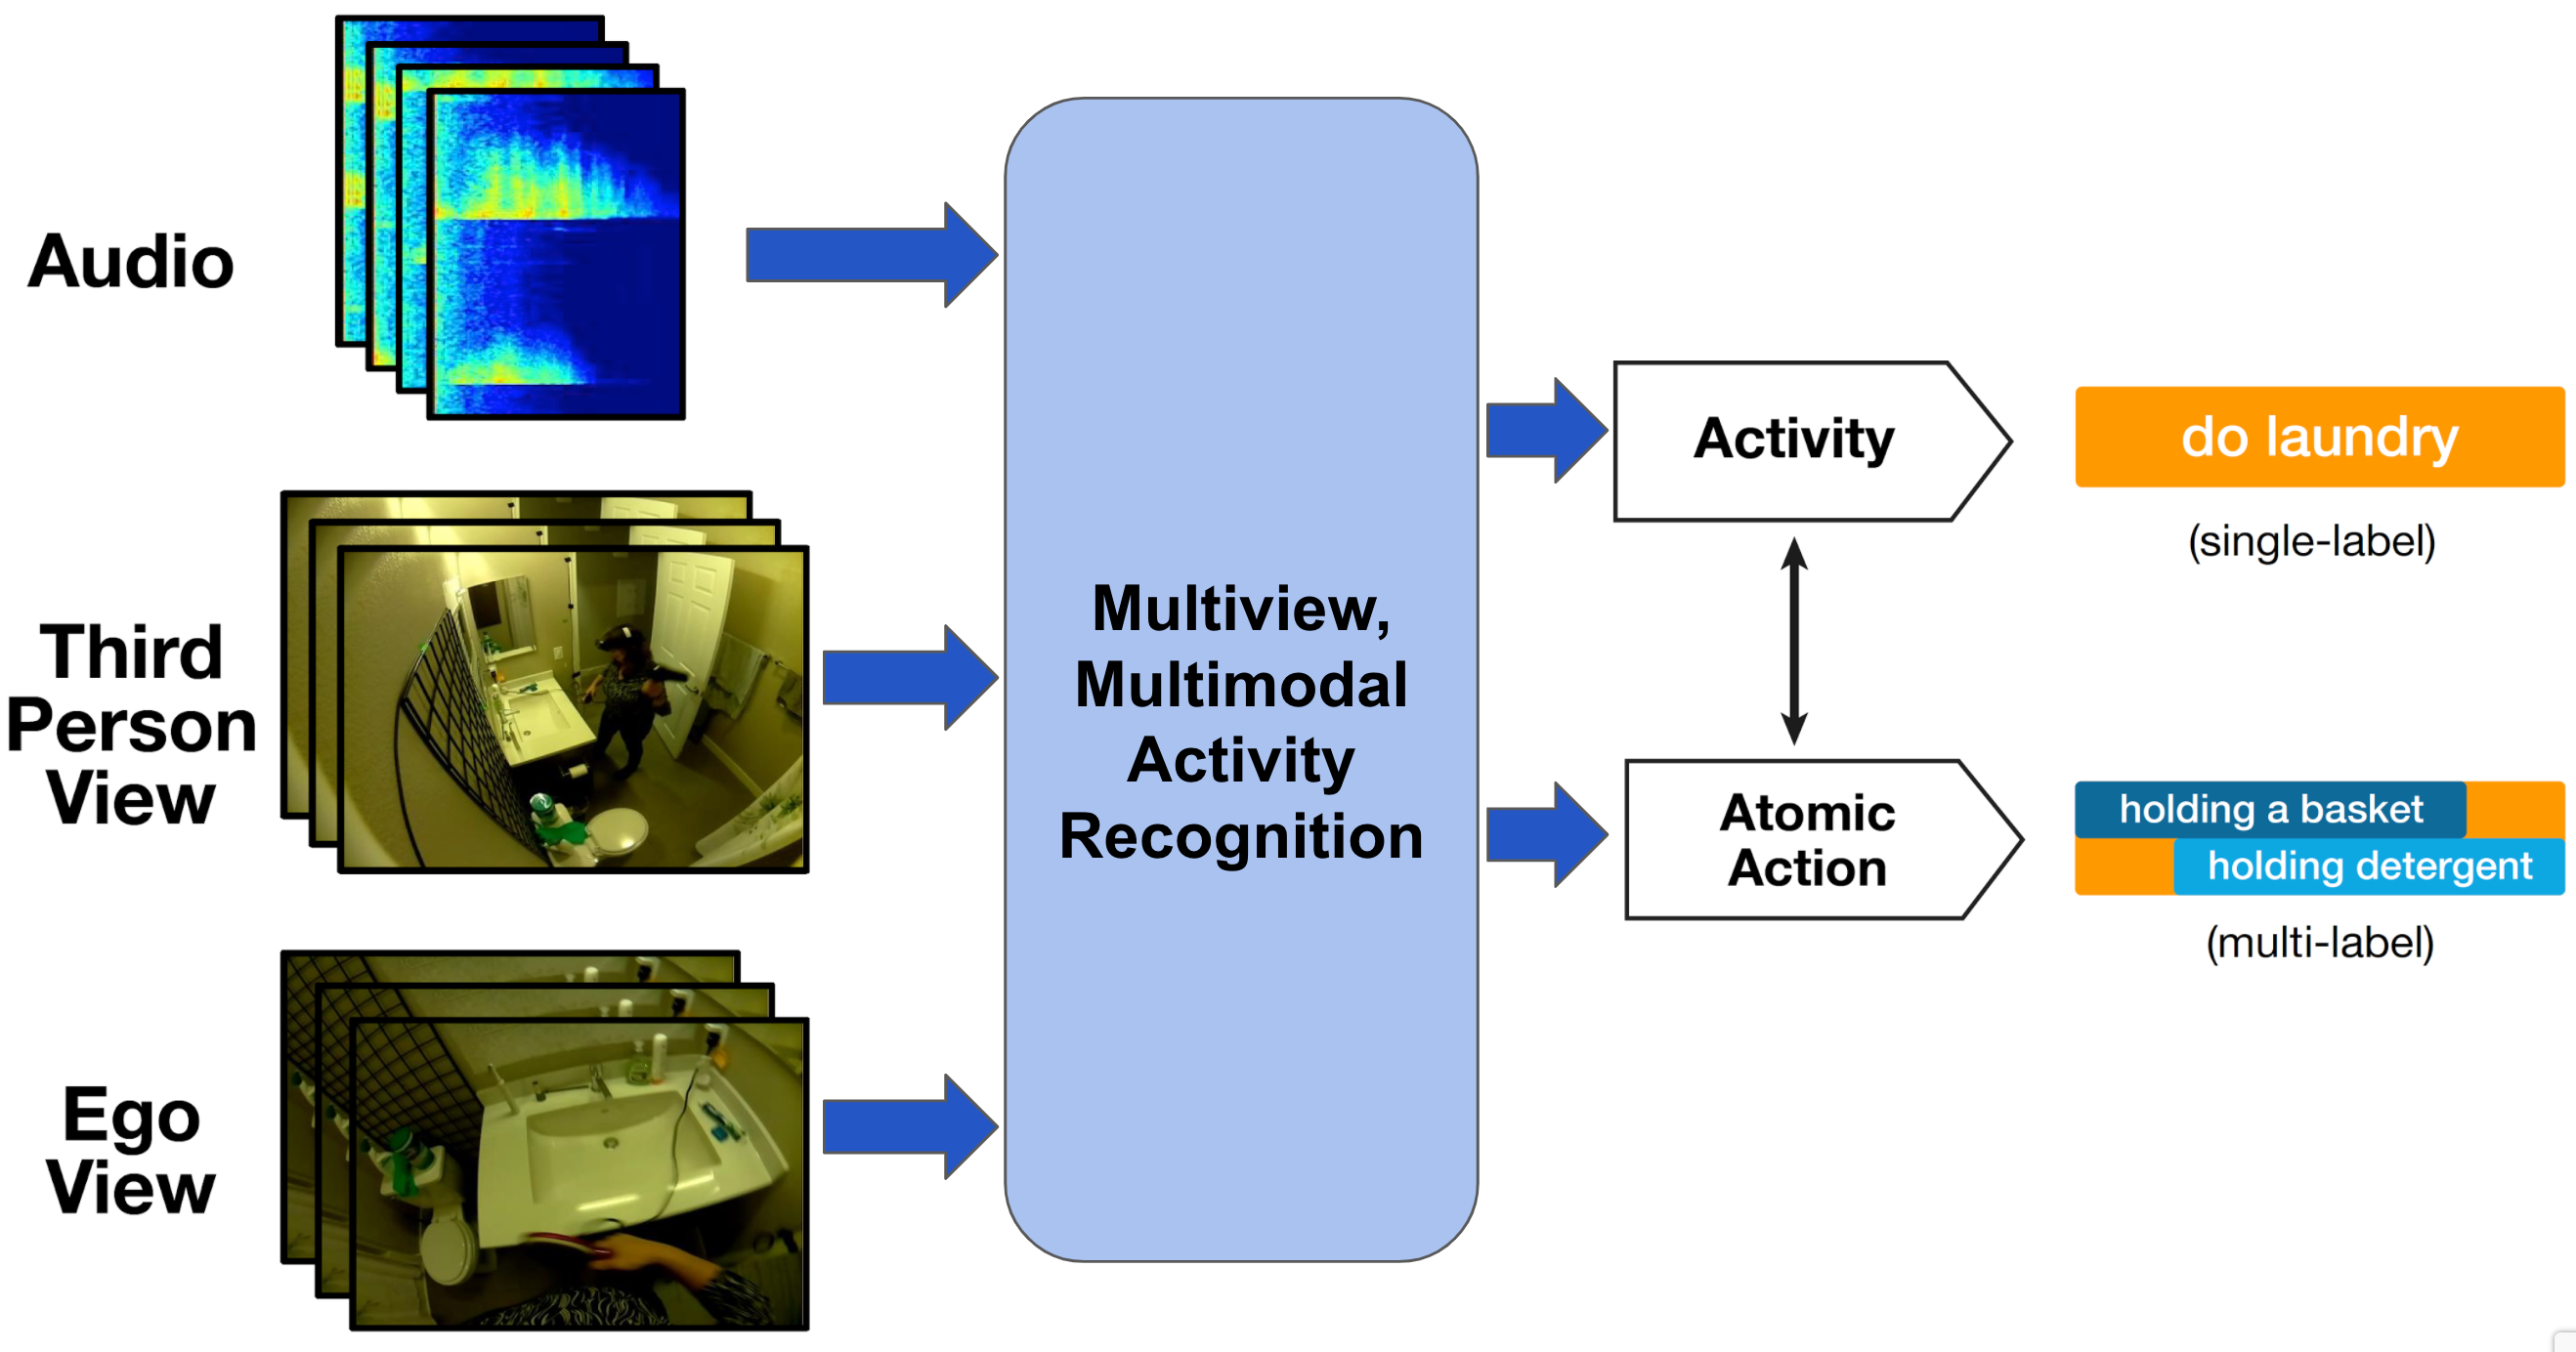 Audio
Third
Person
View
Ego
View
Multiview,
Multimodal
Activity
Recognition
Activity
do laundry
(single-label)
Atomic
Action
holding a basket
holding detergent
(multi-label)